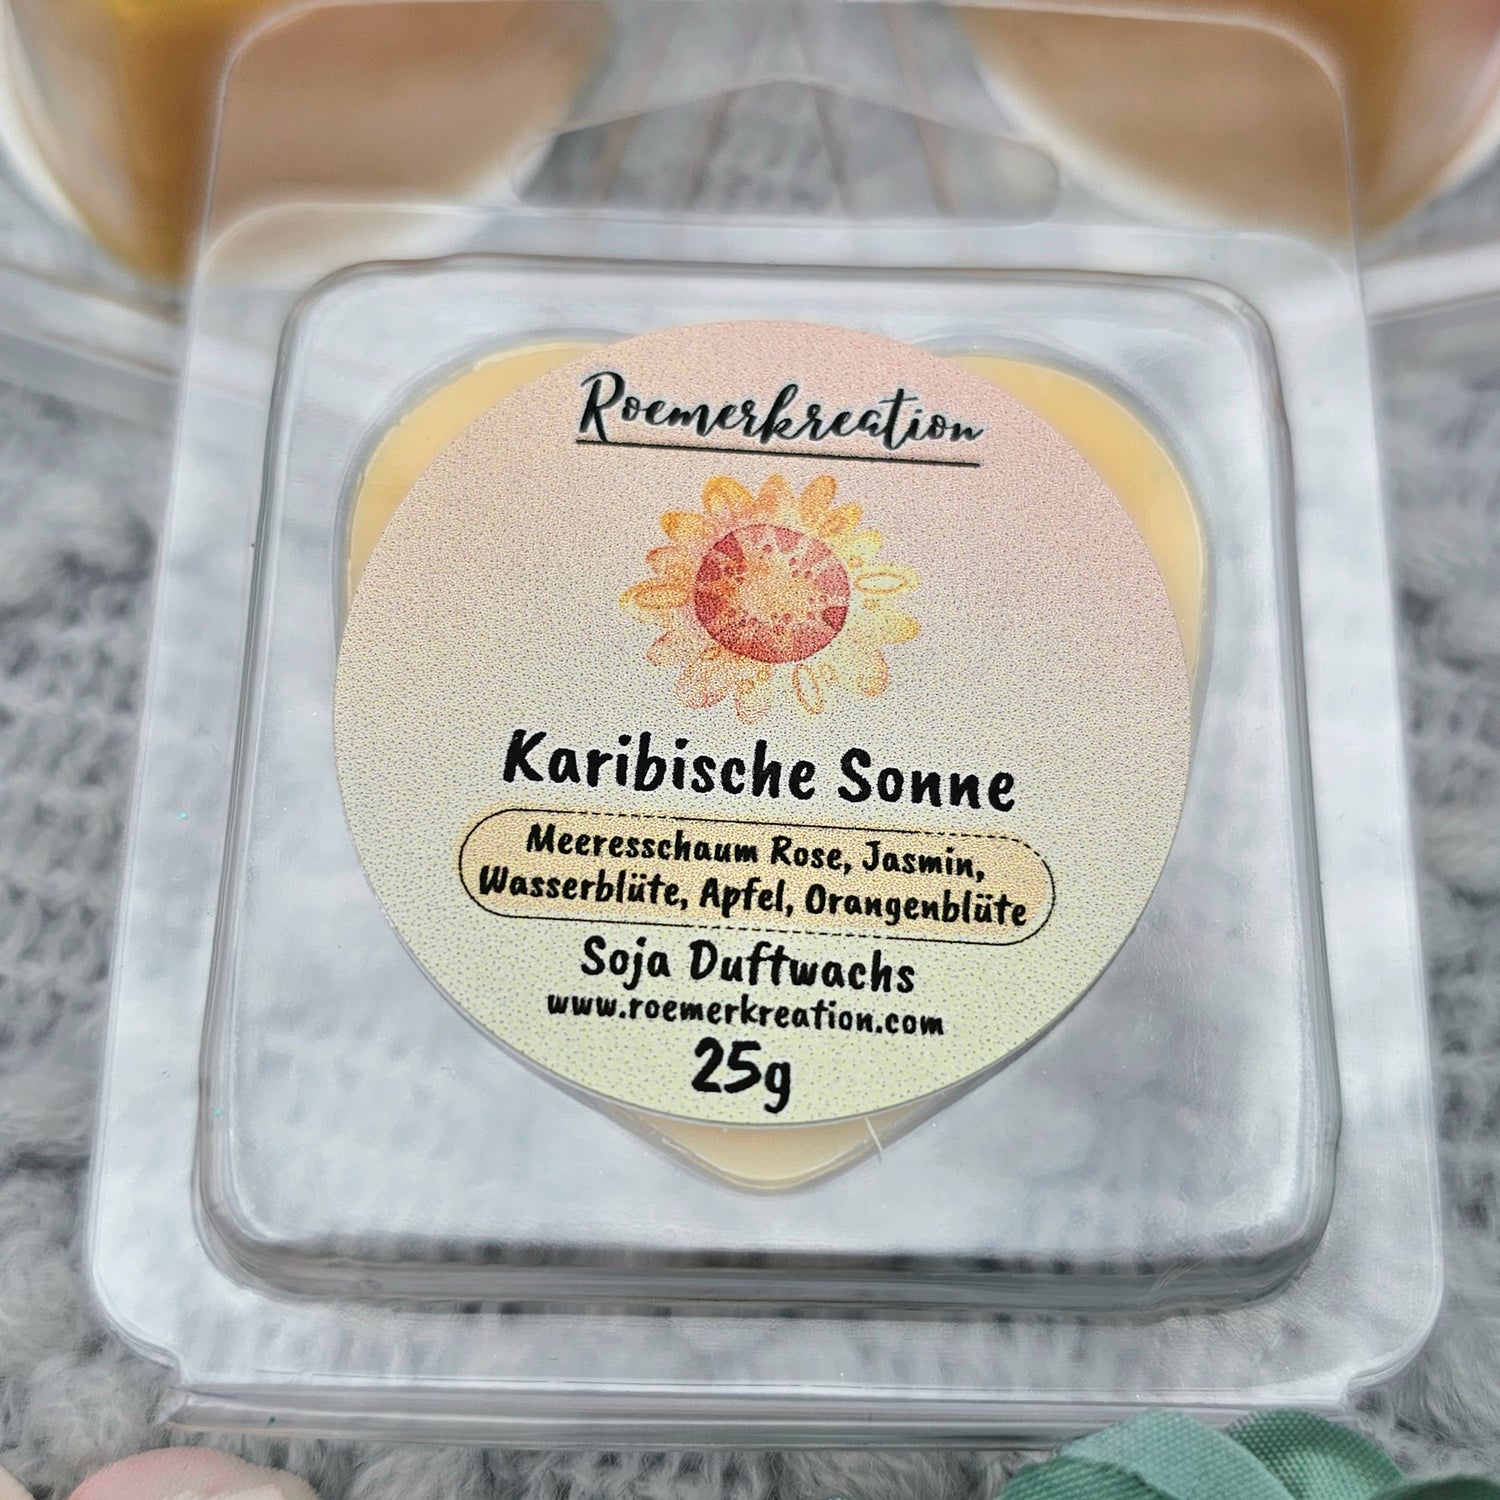 Roemerkreation
Karibische Sonne
Meeresschaum Rose, Jasmin,
Wasserblüte, Apfel, Orangenblüte
Soja Duftwachs
www.roemerkreation.com
25g